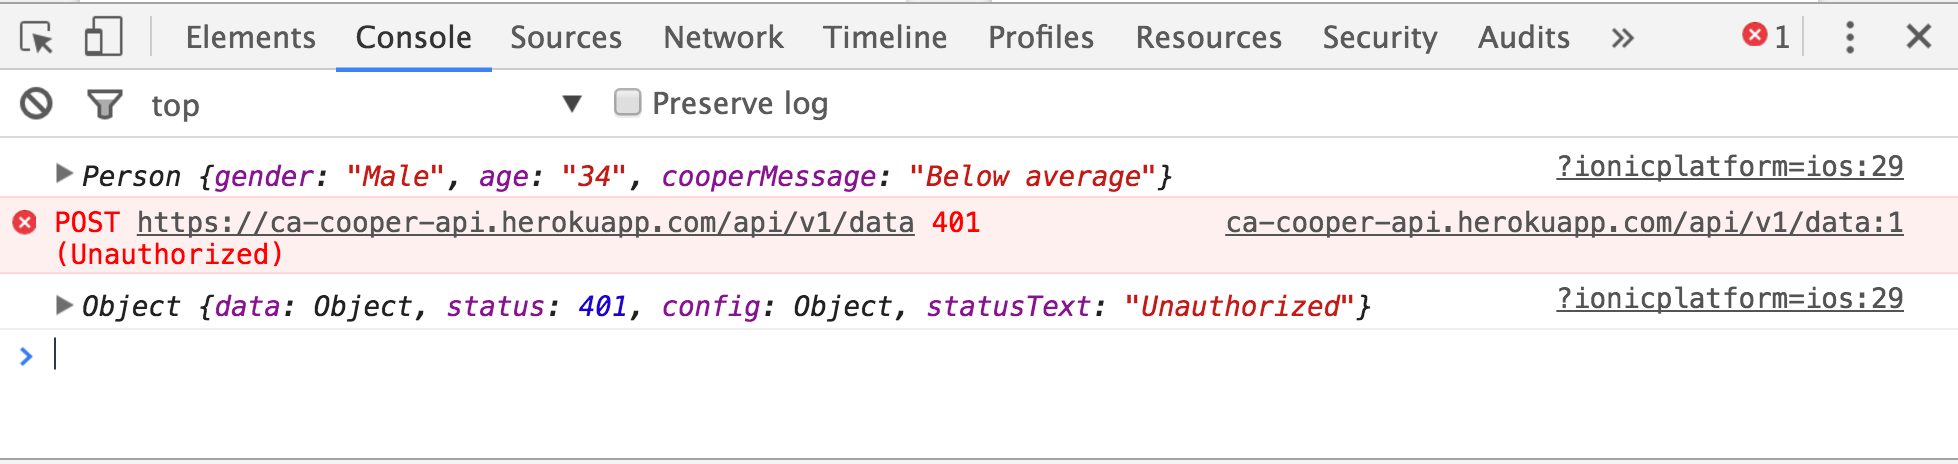 Elements Console Sources Network Timeline Profiles Resources Security Audits » 1
top ▼ Preserve log
Person {gender: "Male", age: "34", cooperMessage: "Below average"} ?ionicplatform=ios:29
POST https://ca-cooper-api.herokuapp.com/api/v1/data 401 ca-cooper-api.herokuapp.com/api/v1/data:1
(Unauthorized)
Object {data: Object, status: 401, config: Object, statusText: "Unauthorized"} ?ionicplatform=ios:29